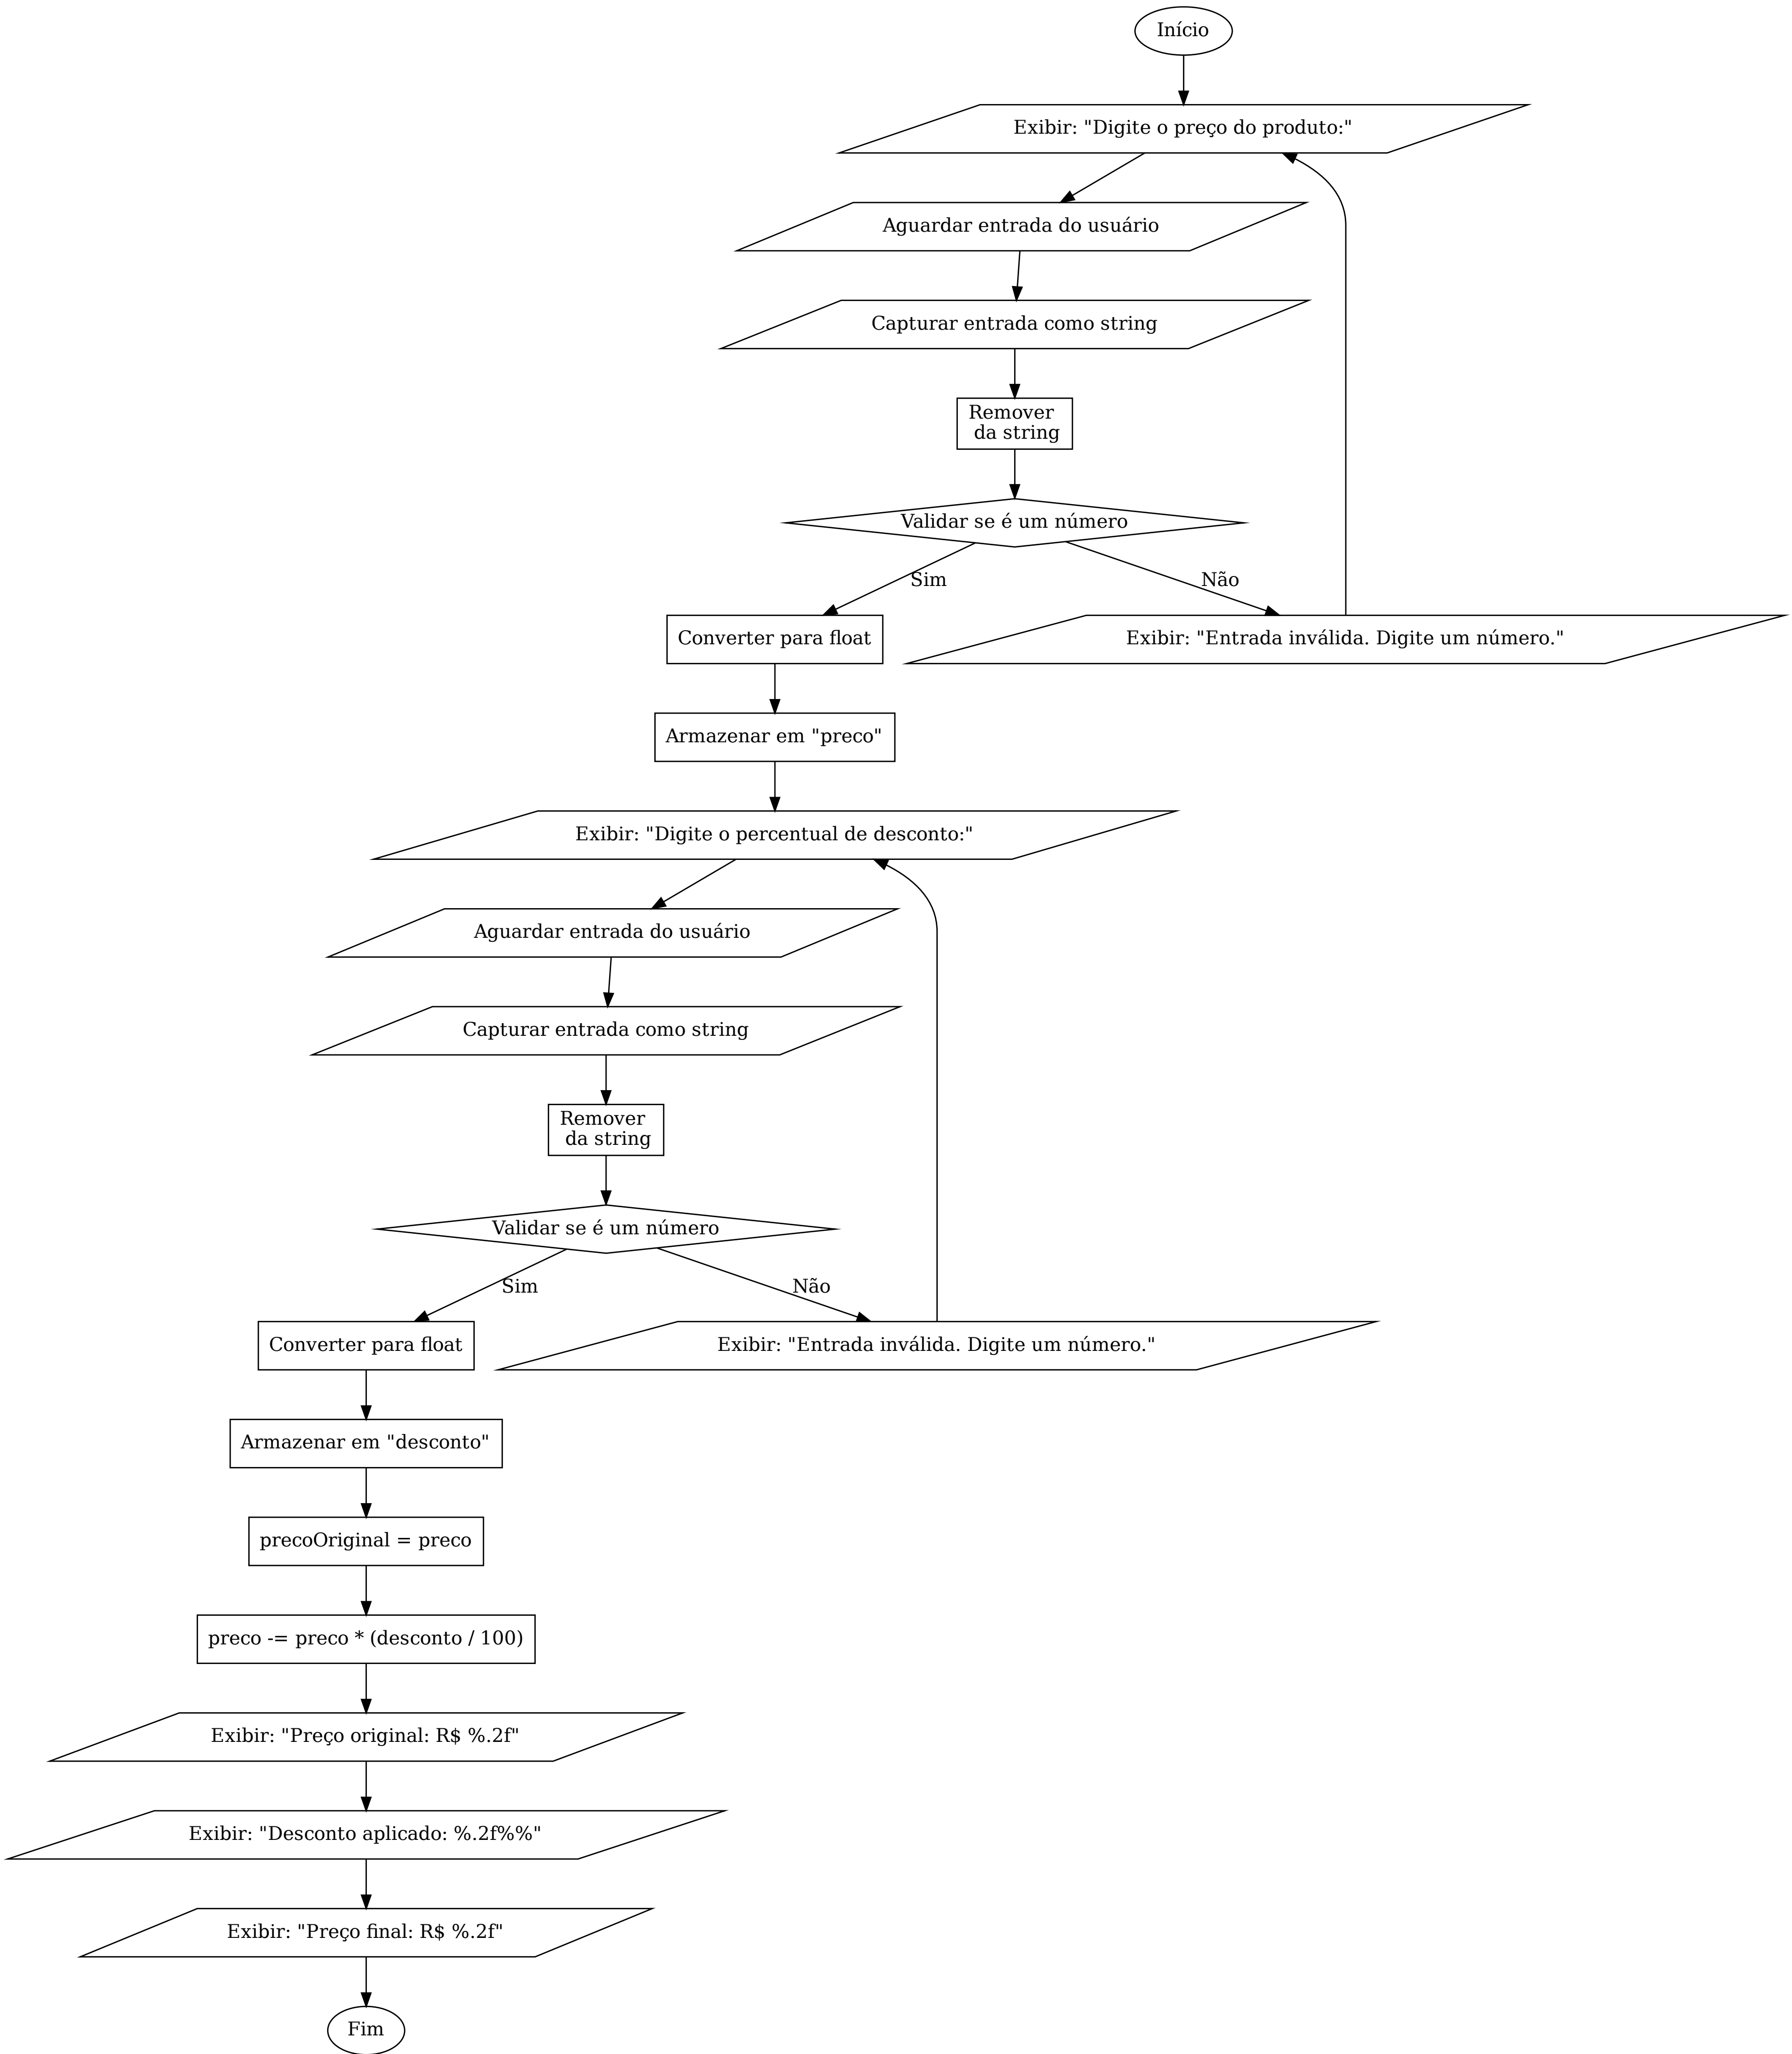 Início
Exibir: "Digite o preço do produto:"
Aguardar entrada do usuário
Capturar entrada como string
Remover
da string
Validar se é um número
Sim
Não
Converter para float
Exibir: "Entrada inválida. Digite um número."
Armazenar em "preco"
Exibir: "Digite o percentual de desconto:"
Aguardar entrada do usuário
Capturar entrada como string
Remover
da string
Validar se é um número
Sim
Não
Converter para float
Exibir: "Entrada inválida. Digite um número."
Armazenar em "desconto"
precoOriginal = preco
preco -= preco * (desconto / 100)
Exibir: "Preço original: R$ %.2f"
Exibir: "Desconto aplicado: %.2f%%"
Exibir: "Preço final: R$ %.2f"
Fim